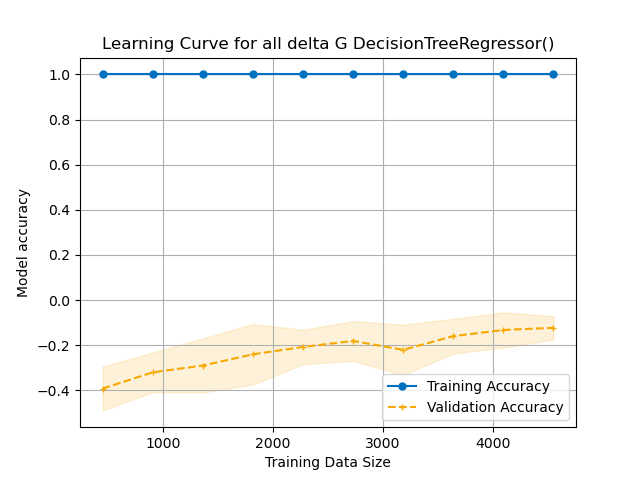 Learning Curve for all delta G DecisionTreeRegressor()
Model accuracy
1.0
0.8
0.6
0.4
0.2
0.0
−0.2
−0.4
Training Accuracy
Validation Accuracy
1000 2000 3000 4000
Training Data Size